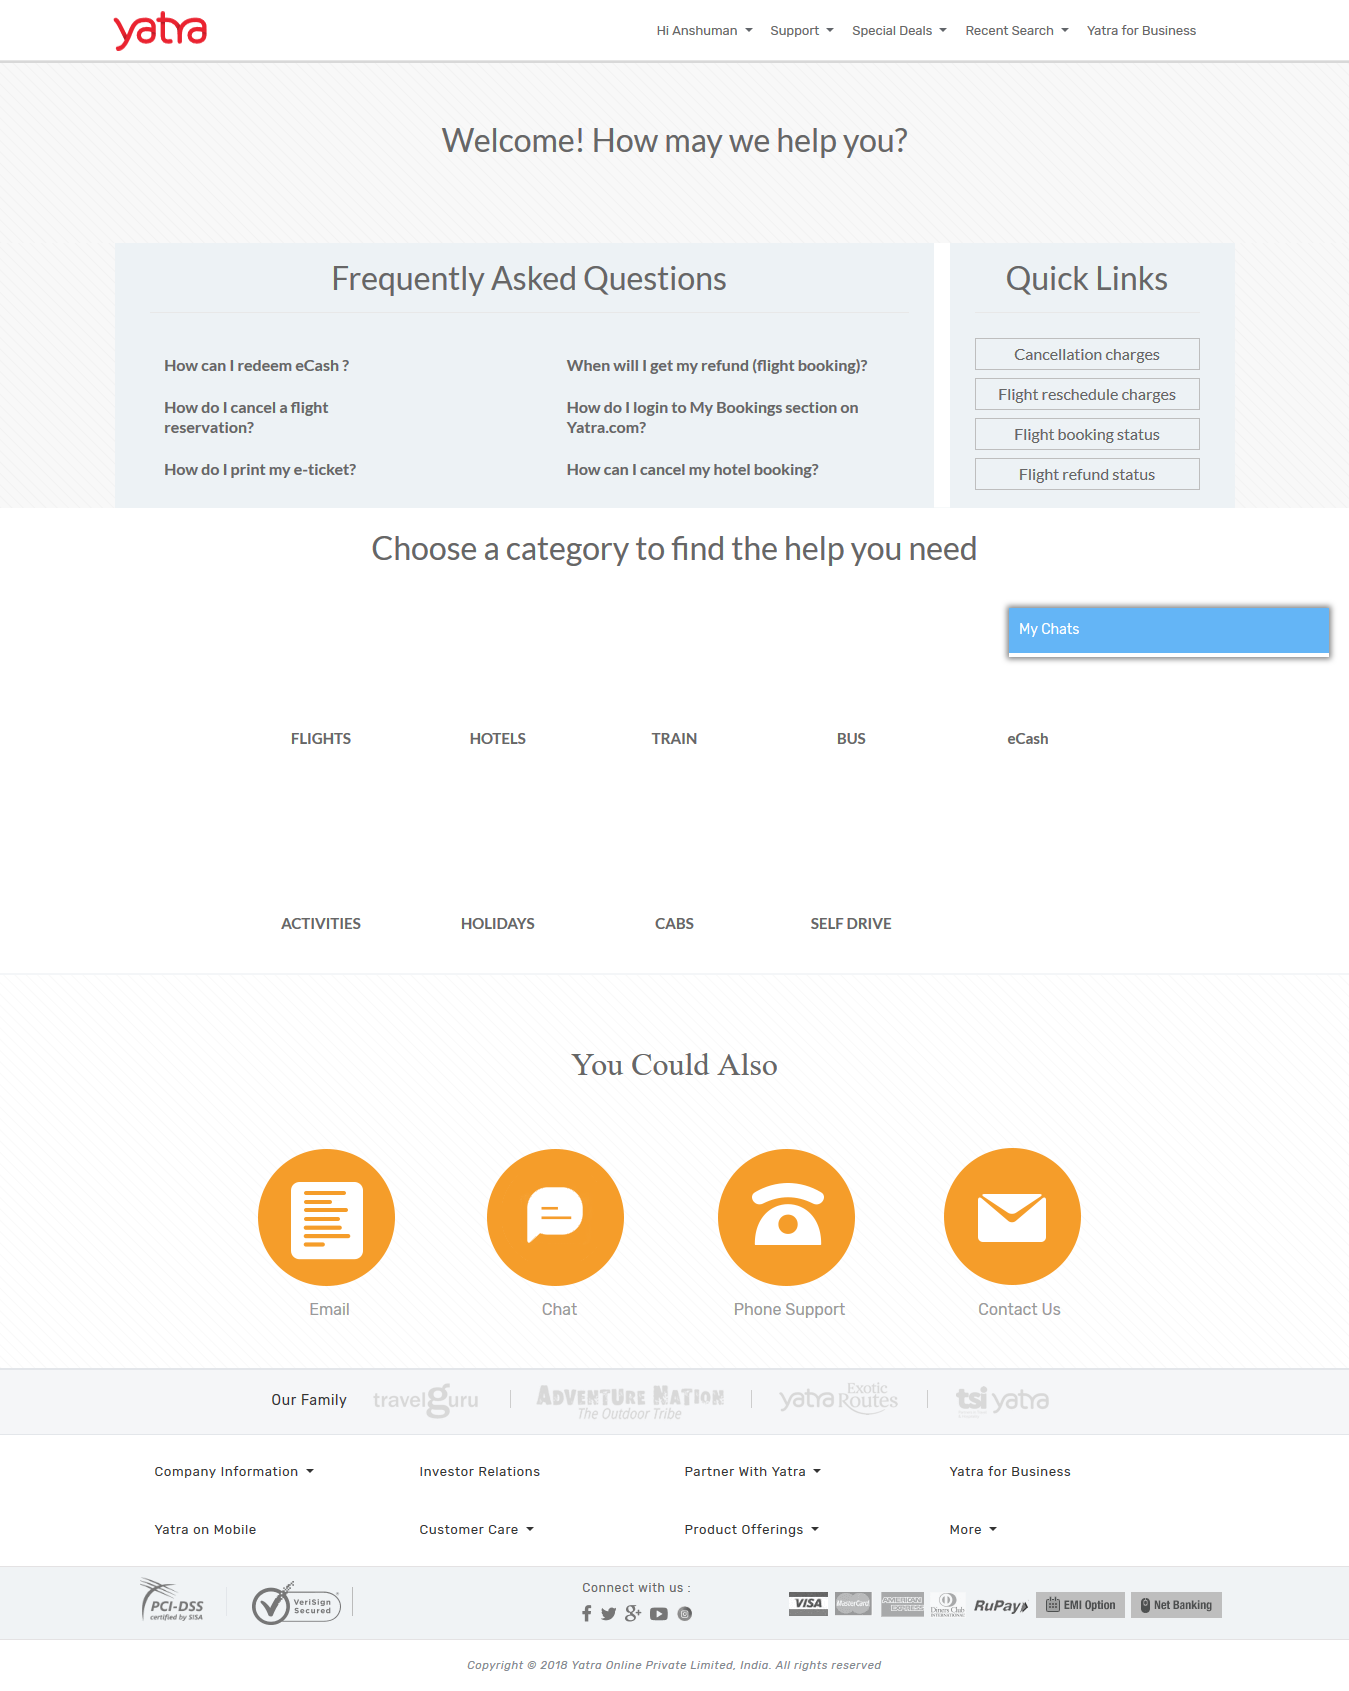 yatra
Hi Anshuman Support Special Deals Recent Search Yatra for Business
Welcome! How may we help you?
Frequently Asked Questions
How can I redeem eCash ?
When will I get my refund (flight booking)?
How do I cancel a flight
reservation?
How do I login to My Bookings section on
Yatra.com?
How do I print my e-ticket?
How can I cancel my hotel booking?
Quick Links
Cancellation charges
Flight reschedule charges
Flight booking status
Flight refund status
Choose a category to find the help you need
My Chats
FLIGHTS HOTELS TRAIN BUS eCash
ACTIVITIES HOLIDAYS CABS SELF DRIVE
You Could Also
Email Chat Phone Support Contact Us
Our Family
travelguru
ADVENTURE NATION
The Outdoor Tribe
yatra Exotic
Routes
tsi yatra
Company Information Investor Relations Partner With Yatra Yatra for Business
Yatra on Mobile Customer Care Product Offerings More
PCI-DSS
certified by SISA
VeriSign
Secured
Connect with us :
VISA MasterCard
AMERICAN
EXPRESS
Diners Club
INTERNATIONAL
RuPay EMI Option Net Banking
Copyright © 2018 Yatra Online Private Limited, India. All rights reserved